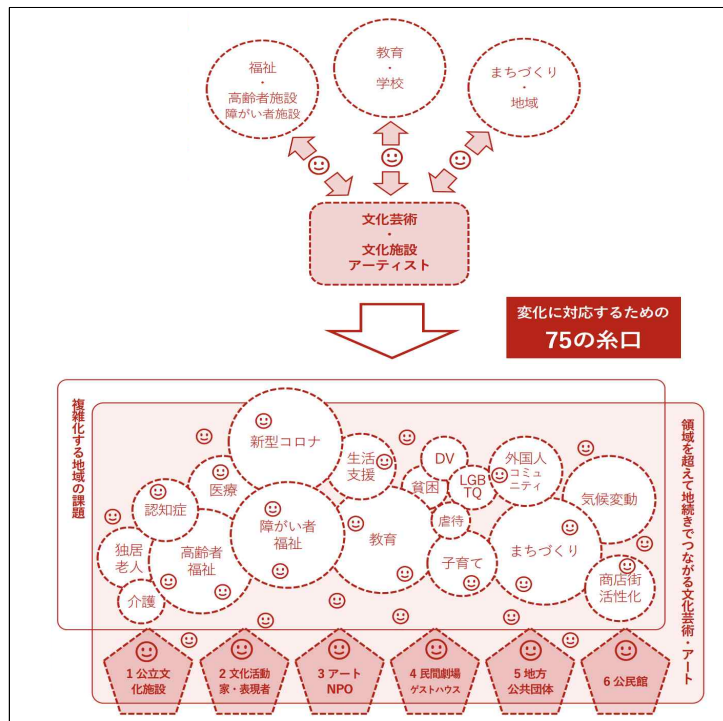 福祉
・
高齢者施設
障がい者施設
教育
・
学校
まちづくり
・
地域
文化芸術
・
文化施設
アーティスト
変化に対応するための
75の糸口
複雑化する地域の課題
領域を超えて地続きでつながる文化芸術・アート
新型コロナ
生活
支援
DV
貧困
LGB
TQ
外国人
コミュ
ニティ
医療
認知症
虐待
気候変動
独居
老人
高齢者
福祉
障がい者
福祉
教育
子育て
まちづくり
商店街
活性化
介護
1 公立文
化施設
2 文化活動
家・表現者
3 アート
NPO
4 民間劇場
ゲストハウス
5 地方
公共団体
6 公民館